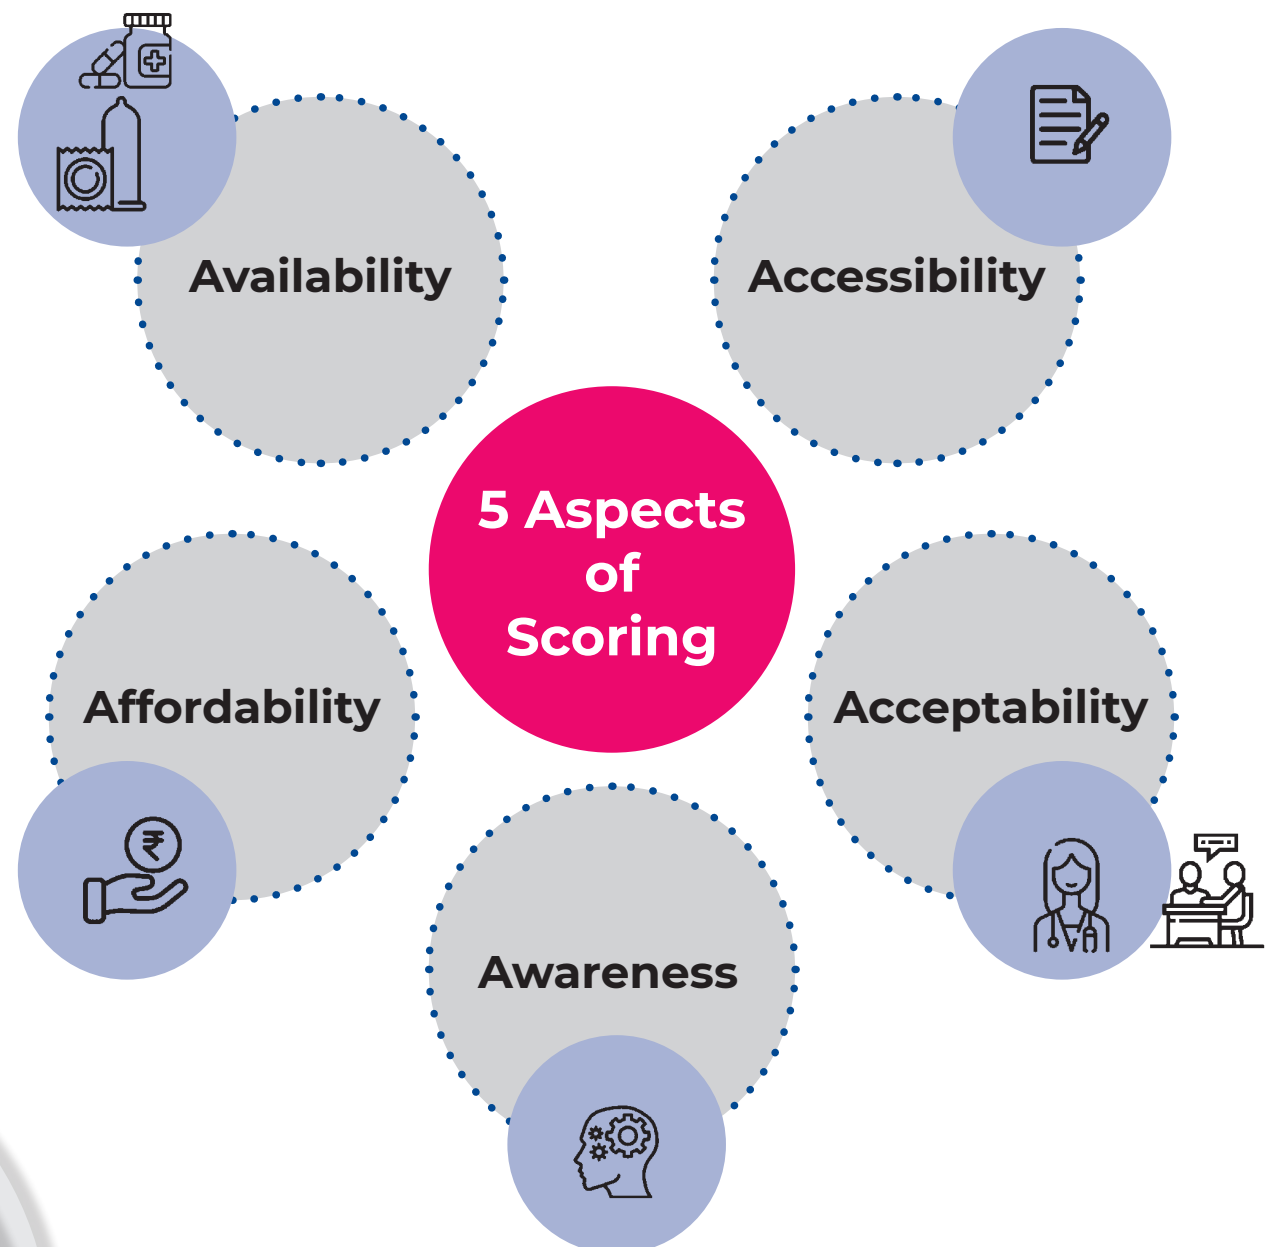 Availability
Accessibility
5 Aspects
of
Scoring
Affordability
Acceptability
₹
Awareness